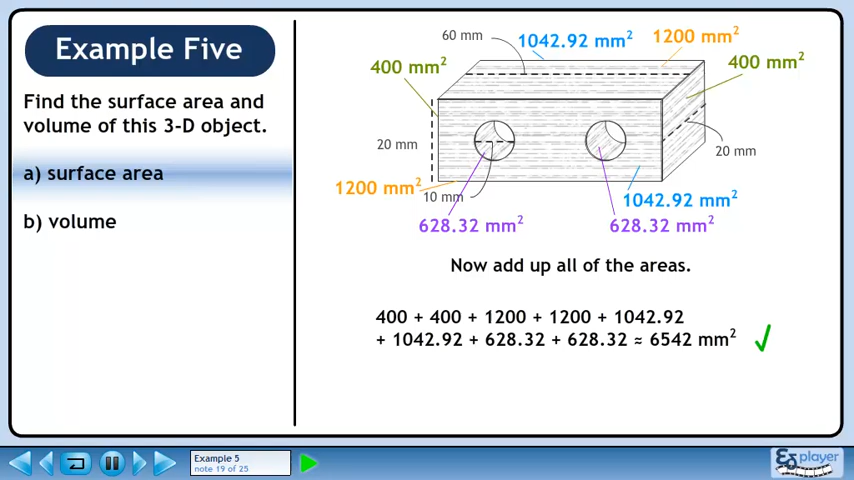 Example Five
Find the surface area and
volume of this 3-D object.
a) surface area
b) volume
60 mm
1042.92 mm²
1200 mm²
400 mm²
400 mm²
20 mm
20 mm
1200 mm²
10 mm
1042.92 mm²
628.32 mm²
628.32 mm²
Now add up all of the areas.
400 + 400 + 1200 + 1200 + 1042.92
+ 1042.92 + 628.32 + 628.32 ≈ 6542 mm²
Example 5
note 19 of 25
player